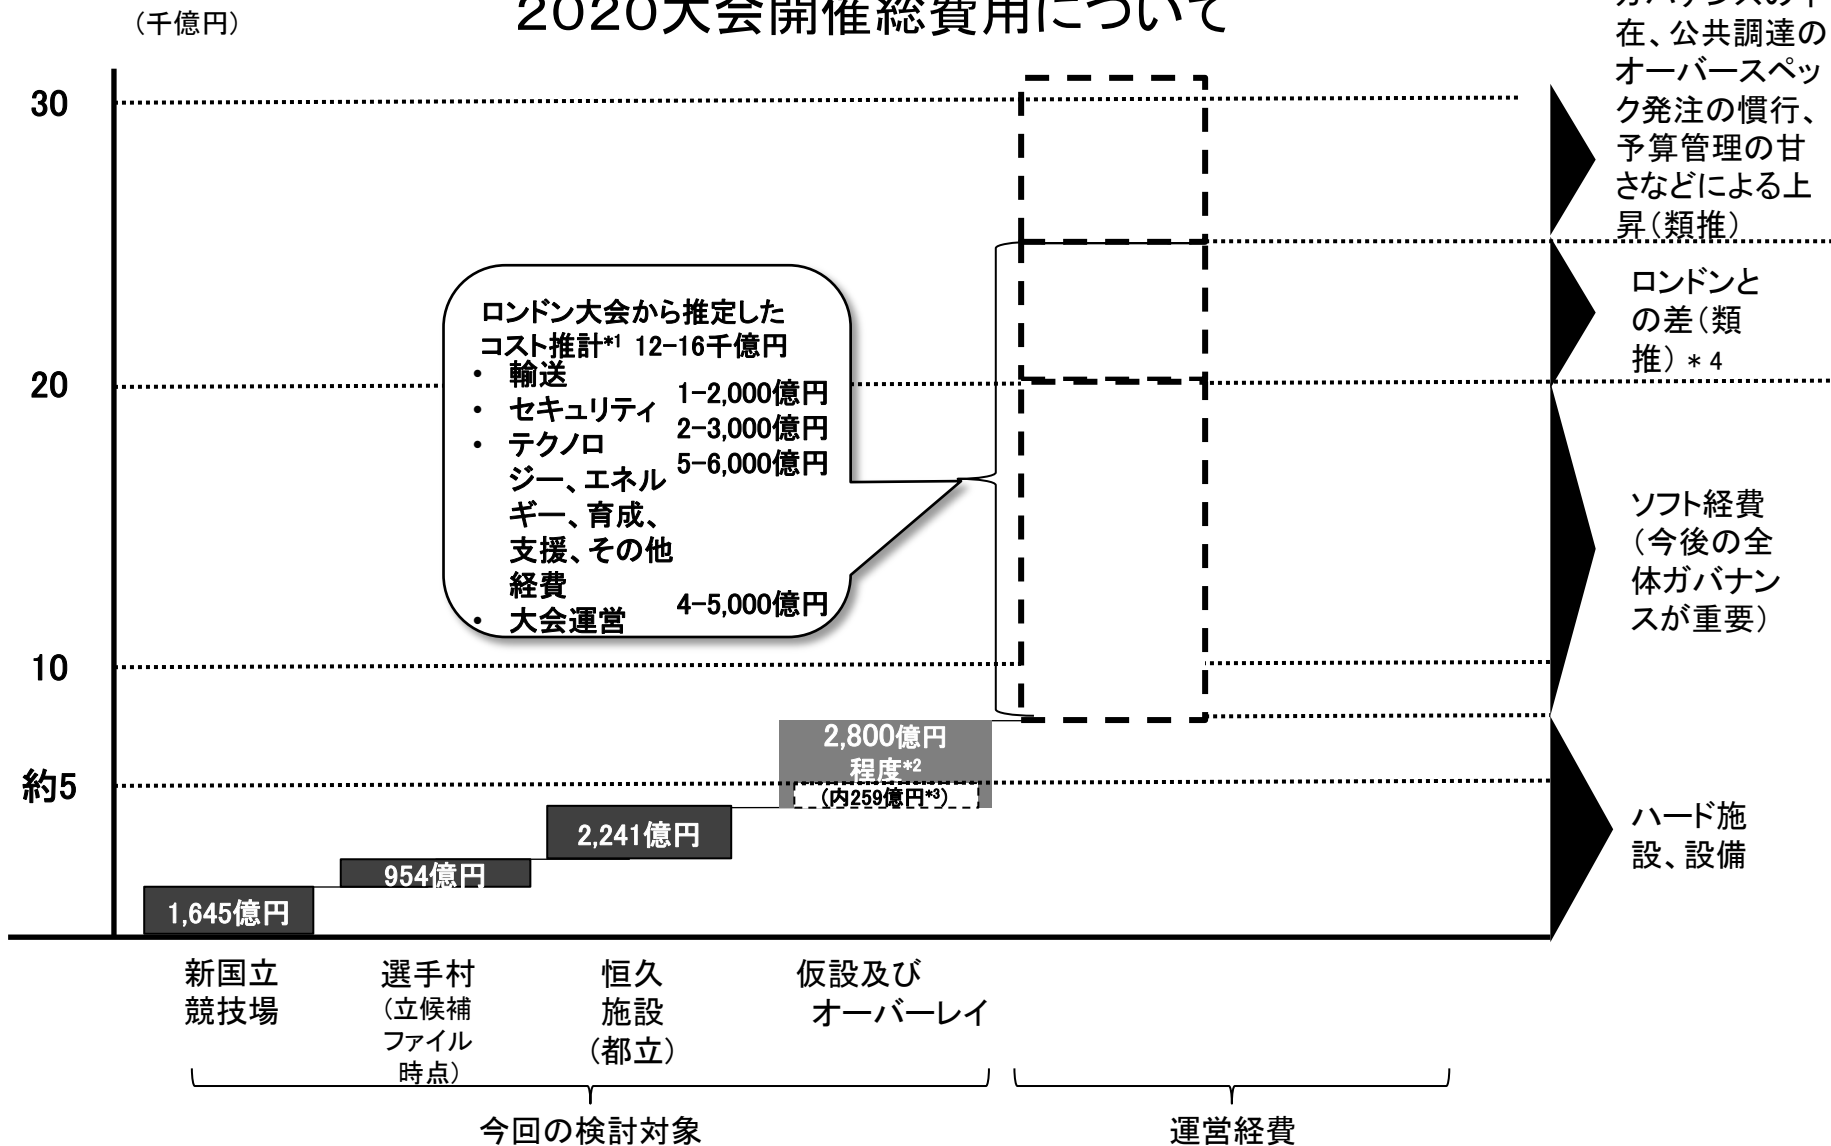 2020大会開催総費用について
(千億円)
30
20
10
約5
ロンドン大会から推定した
コスト推計*1 12-16千億円
• 輸送
1-2,000億円
• セキュリティ
2-3,000億円
• テクノロ
5-6,000億円
ジー、エネル
ギー、育成、
支援、その他
経費
4-5,000億円
• 大会運営
1,645億円
954億円
2,241億円
2,800億円
程度*2
(内259億円*3)
在、公共調達の
オーバースペッ
ク発注の慣行、
予算管理の甘
さなどによる上
昇(類推)
ロンドンと
の差(類
推)*4
ソフト経費
(今後の全
体ガバナン
スが重要)
ハード施
設、設備
新国立
競技場
選手村
(立候補
ファイル
時点)
恒久
施設
(都立)
仮設及び
オーバーレイ
今回の検討対象
運営経費